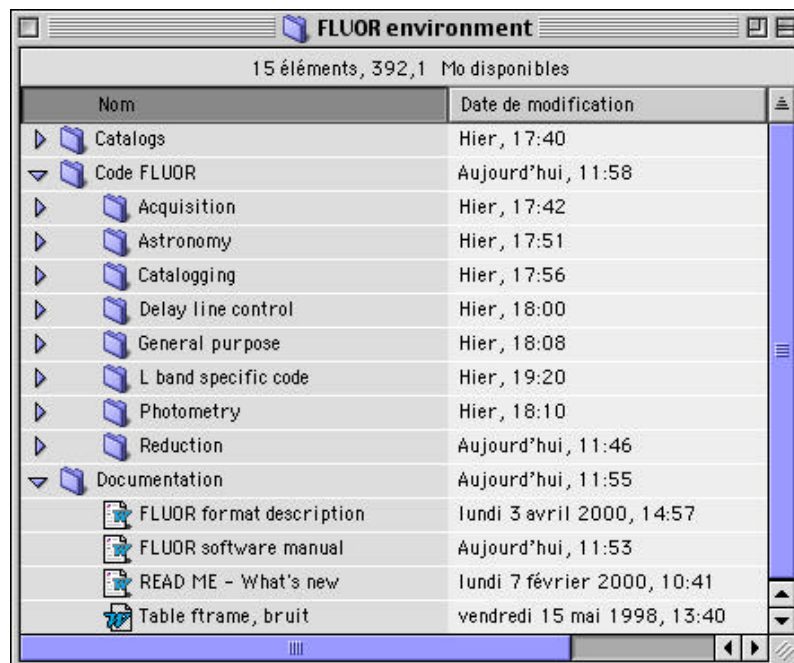 FLUOR environment
15 éléments, 392,1 Mo disponibles
Nom Date de modification
Catalogs Hier, 17:40
Code FLUOR Aujourd'hui, 11:58
Acquisition Hier, 17:42
Astronomy Hier, 17:51
Catalogging Hier, 17:56
Delay line control Hier, 18:00
General purpose Hier, 18:08
L band specific code Hier, 19:20
Photometry Hier, 18:10
Reduction Aujourd'hui, 11:46
Documentation Aujourd'hui, 11:55
FLUOR format description lundi 3 avril 2000, 14:57
FLUOR software manual Aujourd'hui, 11:53
READ ME - What's new lundi 7 février 2000, 10:41
Table ftrame, bruit vendredi 15 mai 1998, 13:40